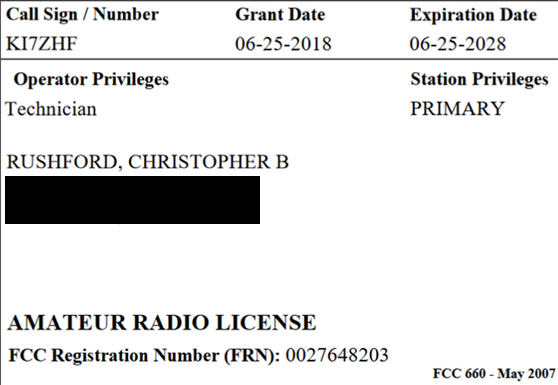 Call Sign / Number Grant Date Expiration Date
KI7ZHF 06-25-2018 06-25-2028
Operator Privileges Station Privileges
Technician PRIMARY
RUSHFORD, CHRISTOPHER B
AMATEUR RADIO LICENSE
FCC Registration Number (FRN): 0027648203
FCC 660 - May 2007